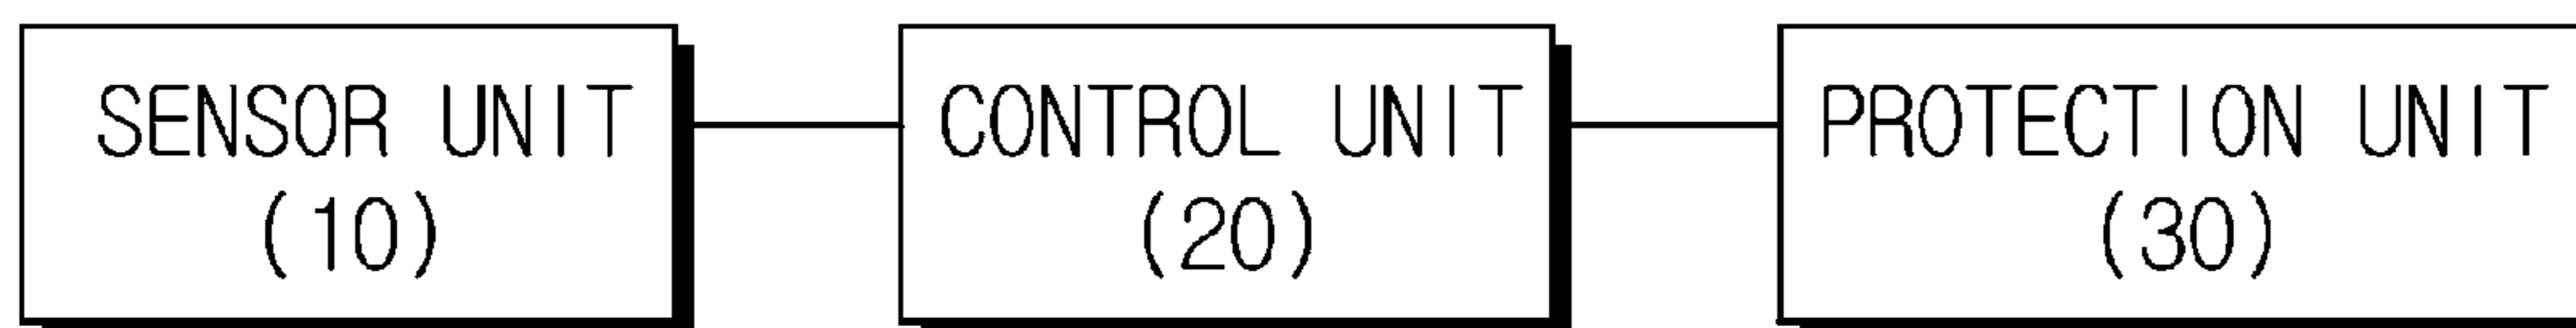 SENSOR UNIT
(10)
CONTROL UNIT
(20)
PROTECTION UNIT
(30)